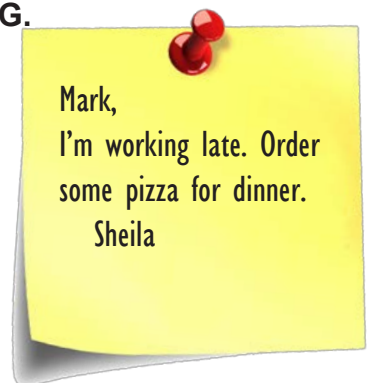 G.
Mark,
I'm working late. Order
some pizza for dinner.
Sheila